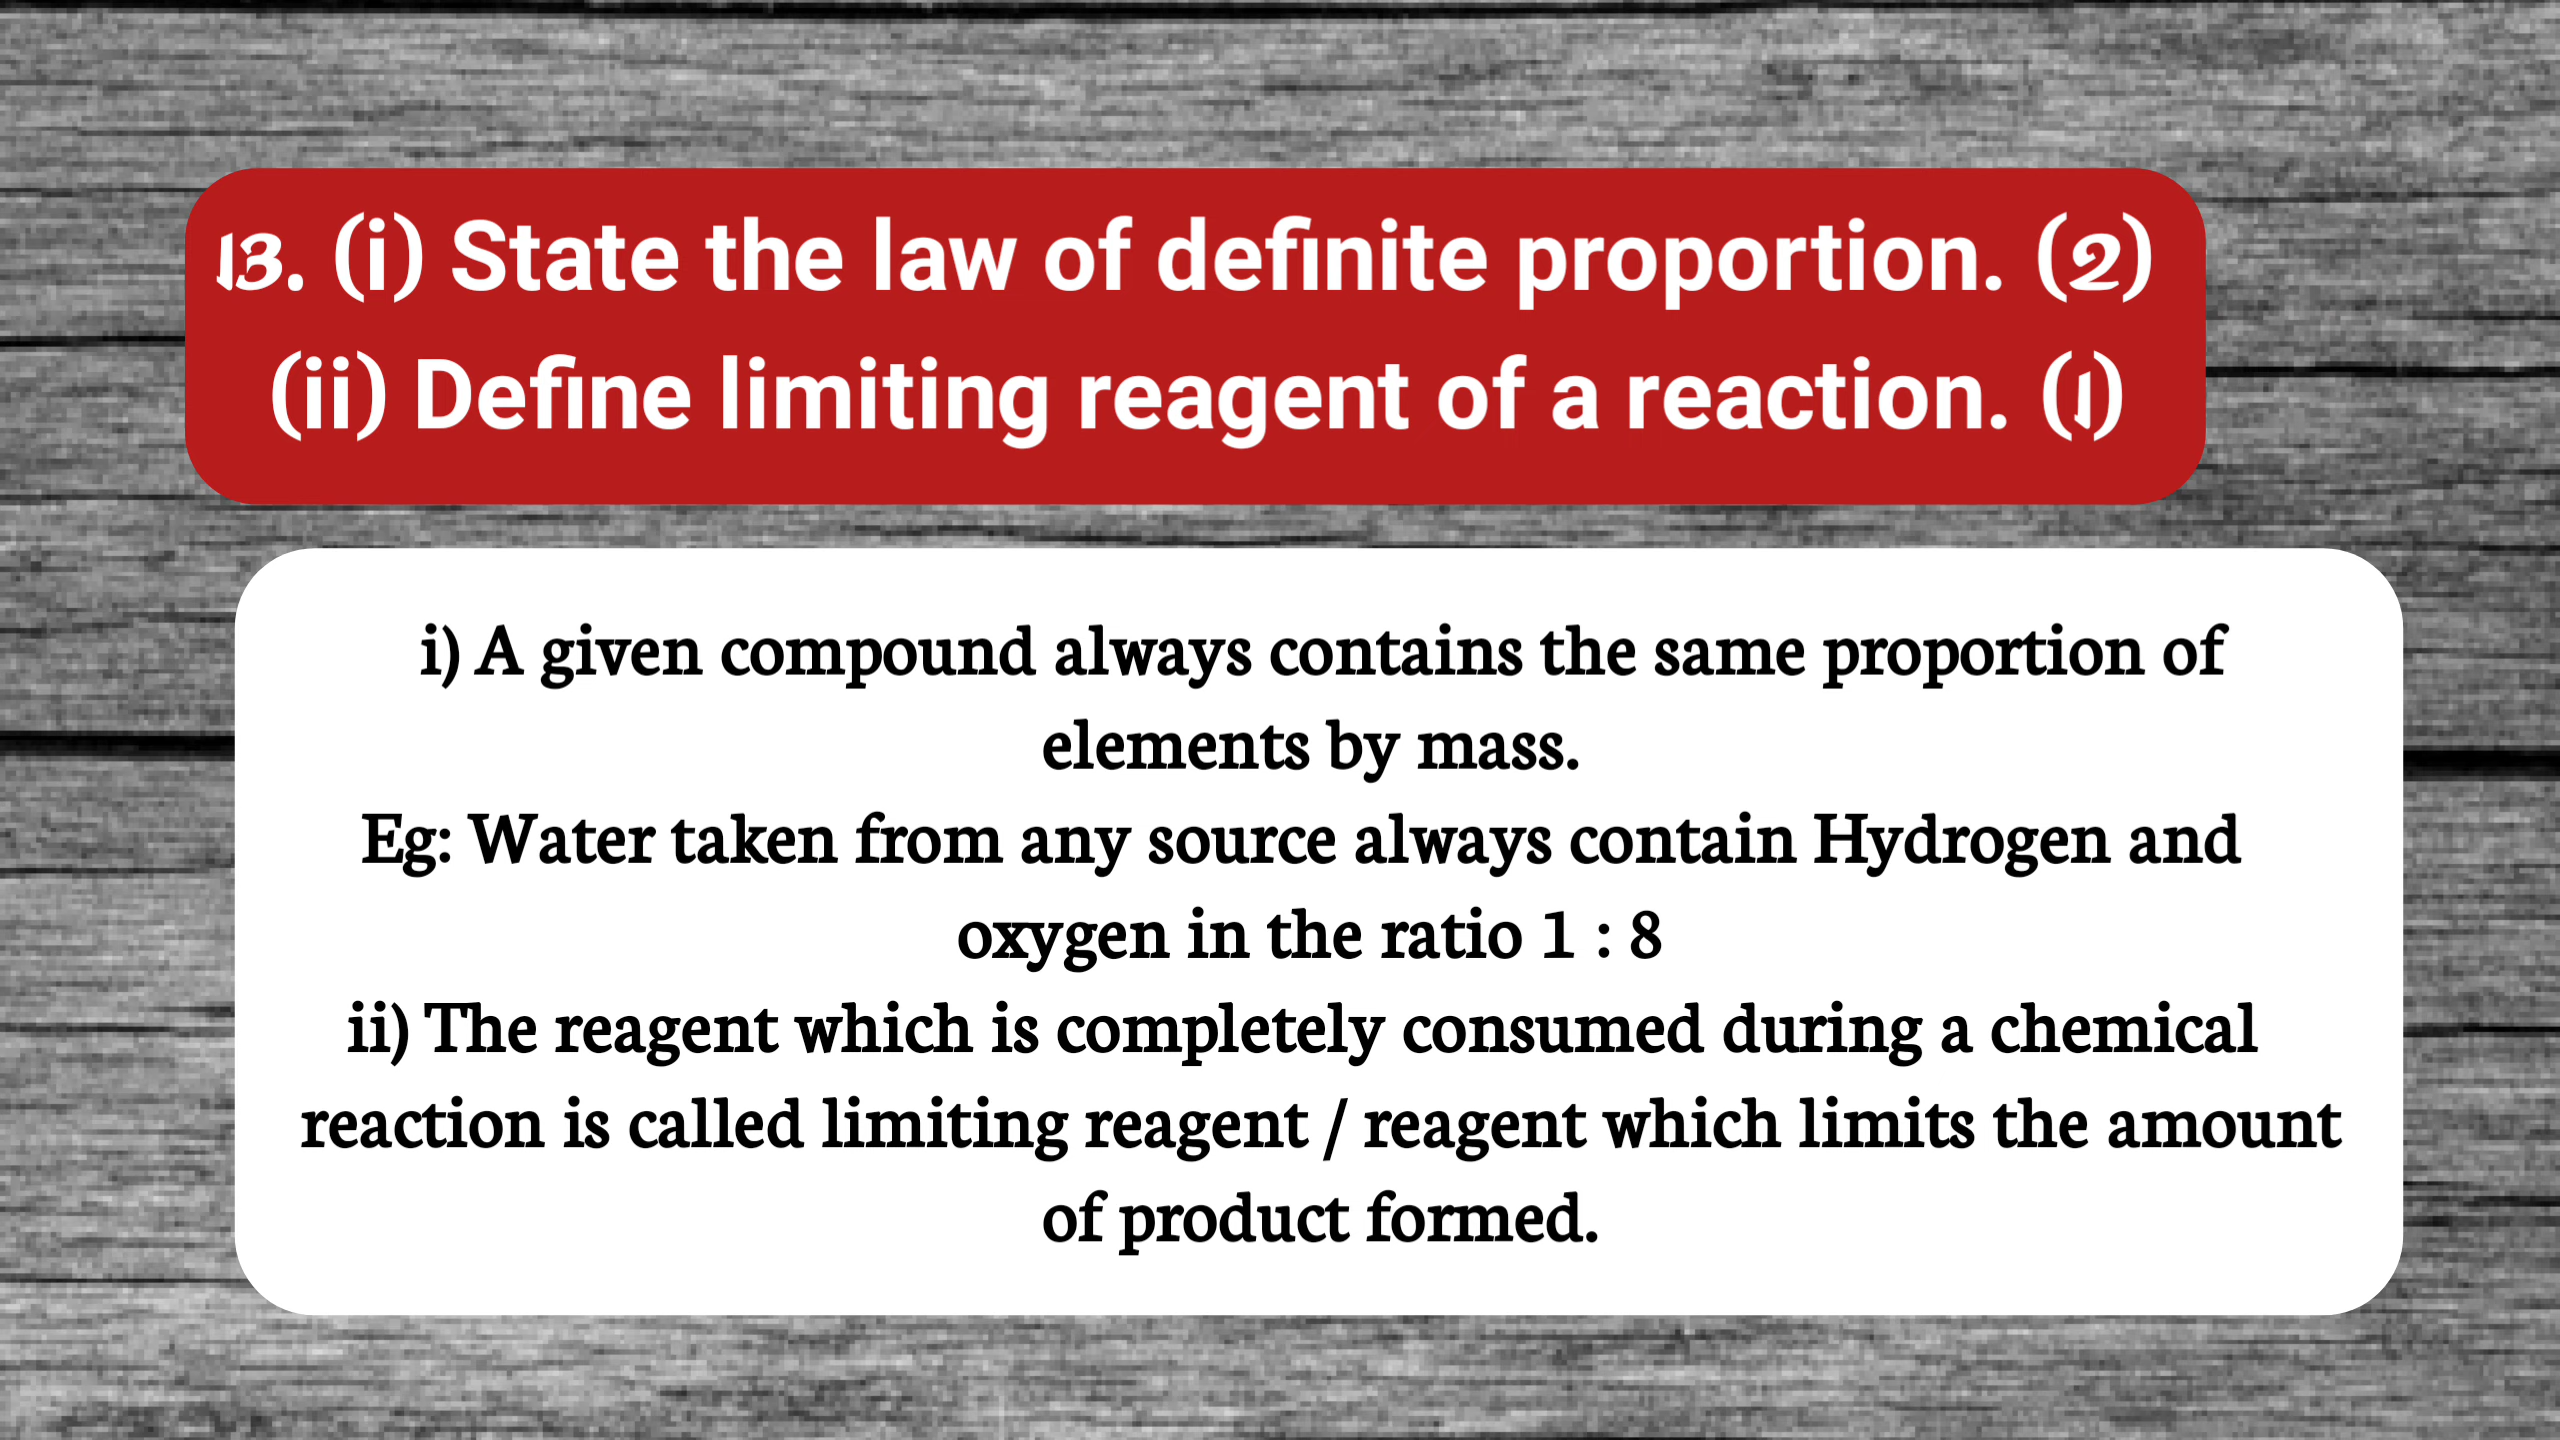 13. (i) State the law of definite proportion. (2)
(ii) Define limiting reagent of a reaction. (1)
i) A given compound always contains the same proportion of
elements by mass.
Eg: Water taken from any source always contain Hydrogen and
oxygen in the ratio 1 : 8
ii) The reagent which is completely consumed during a chemical
reaction is called limiting reagent / reagent which limits the amount
of product formed.